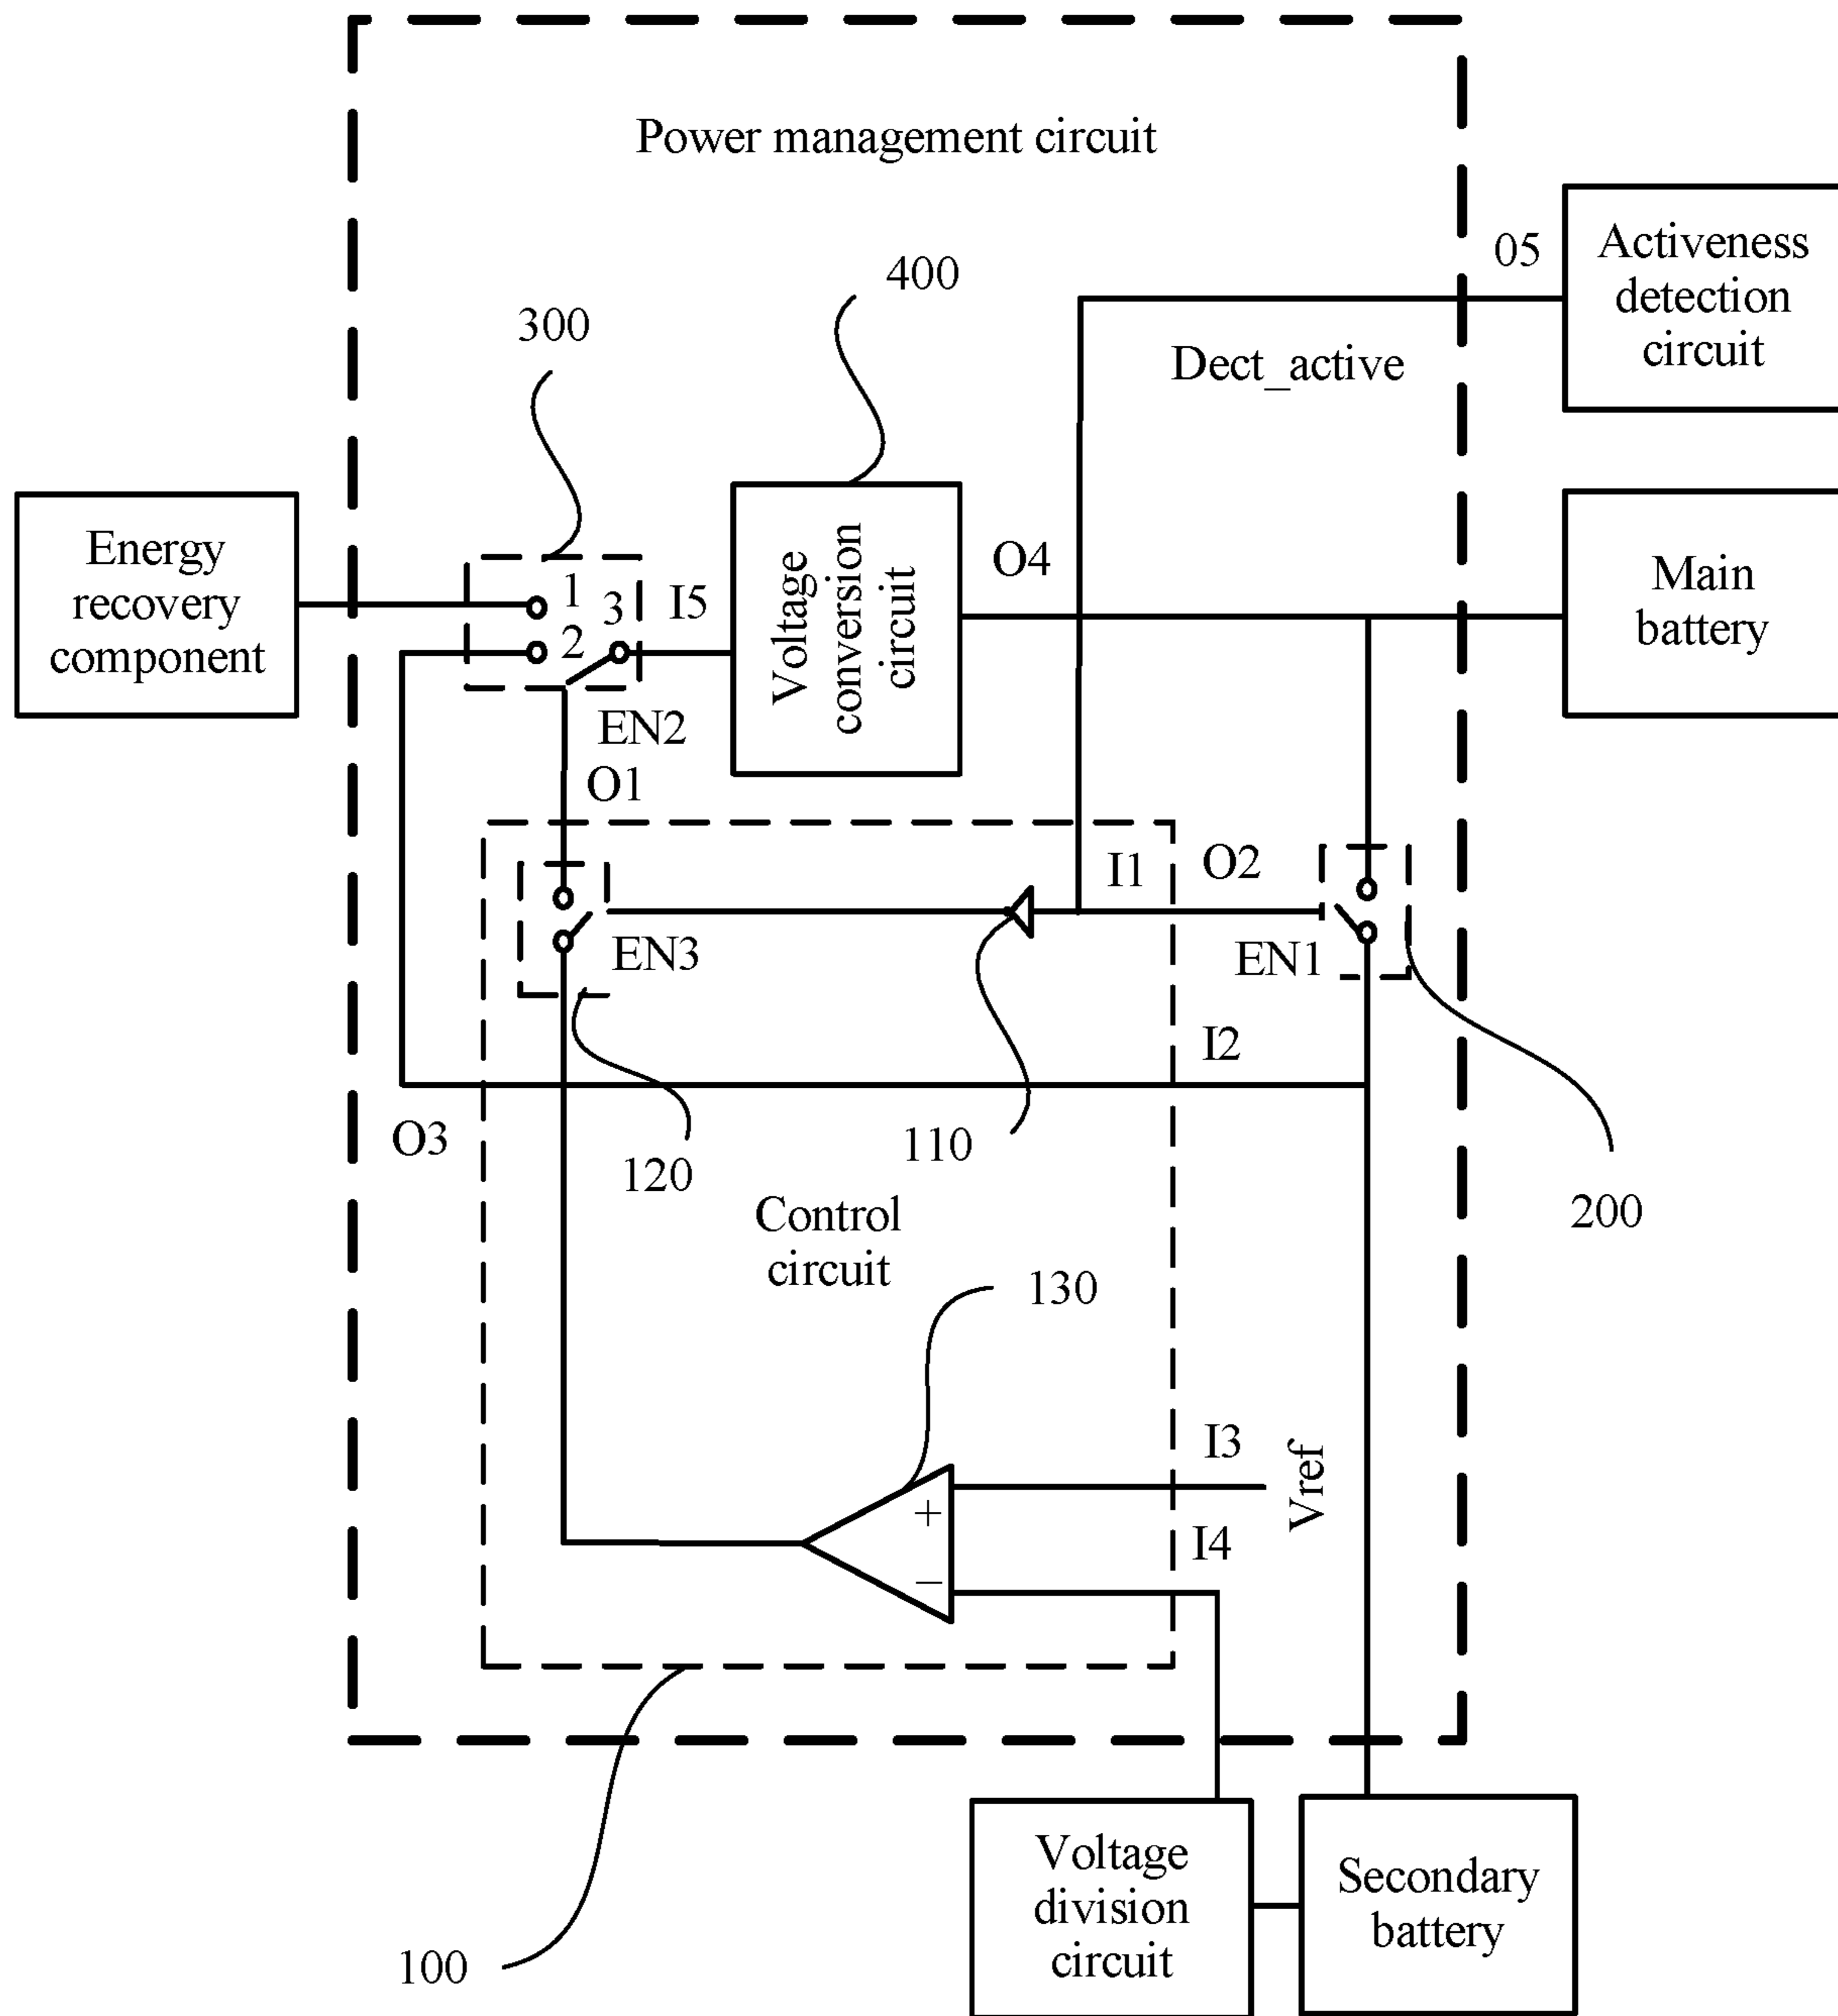 Power management circuit
05
Activeness
detection
circuit
400
300
Dect_active
Energy
recovery
component
1
3
2
I5
Voltage
conversion
circuit
O4
Main
battery
EN2
O1
I1
O2
EN3
EN1
I2
O3
120
110
200
Control
circuit
130
I3
Vref
+
I4
−
Voltage
division
circuit
Secondary
battery
100